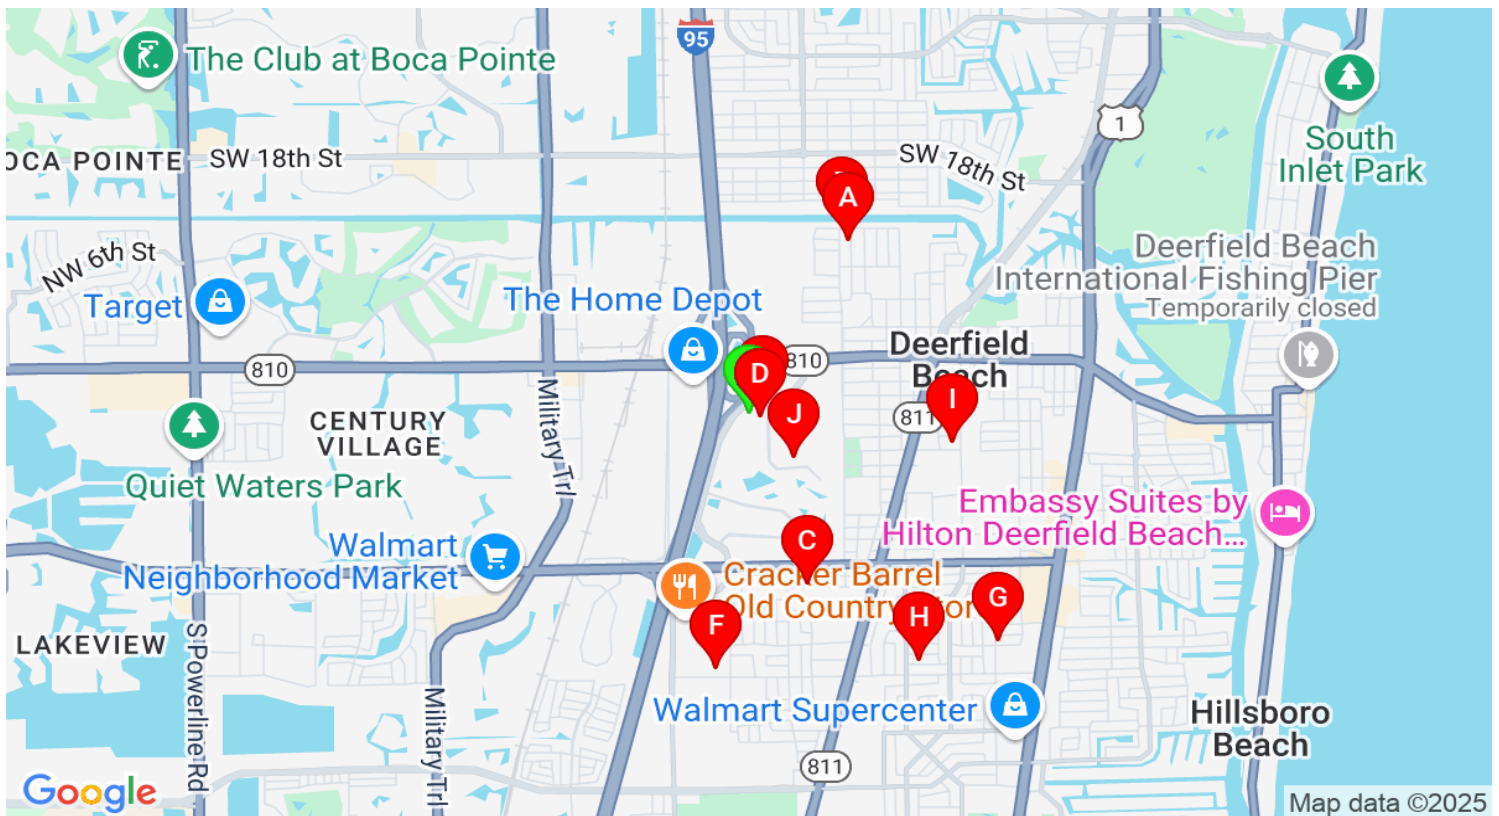 95
The Club at Boca Pointe
1
South
Inlet Park
OCA POINTE
SW 18th St
SW 18th St
A
NW 6th St
Deerfield Beach
International Fishing Pier
Temporarily closed
Target
The Home Depot
Deerfield
Beach
810
810
D
J
I
811
CENTURY
VILLAGE
Military Trl
Quiet Waters Park
Embassy Suites by
Hilton Deerfield Beach...
Walmart
Neighborhood Market
C
Cracker Barrel
Old Country
F
H
G
LAKEVIEW
S Powerline Rd
Military Trl
Walmart Supercenter
Hillsboro
Beach
811
Google
Map data ©2025